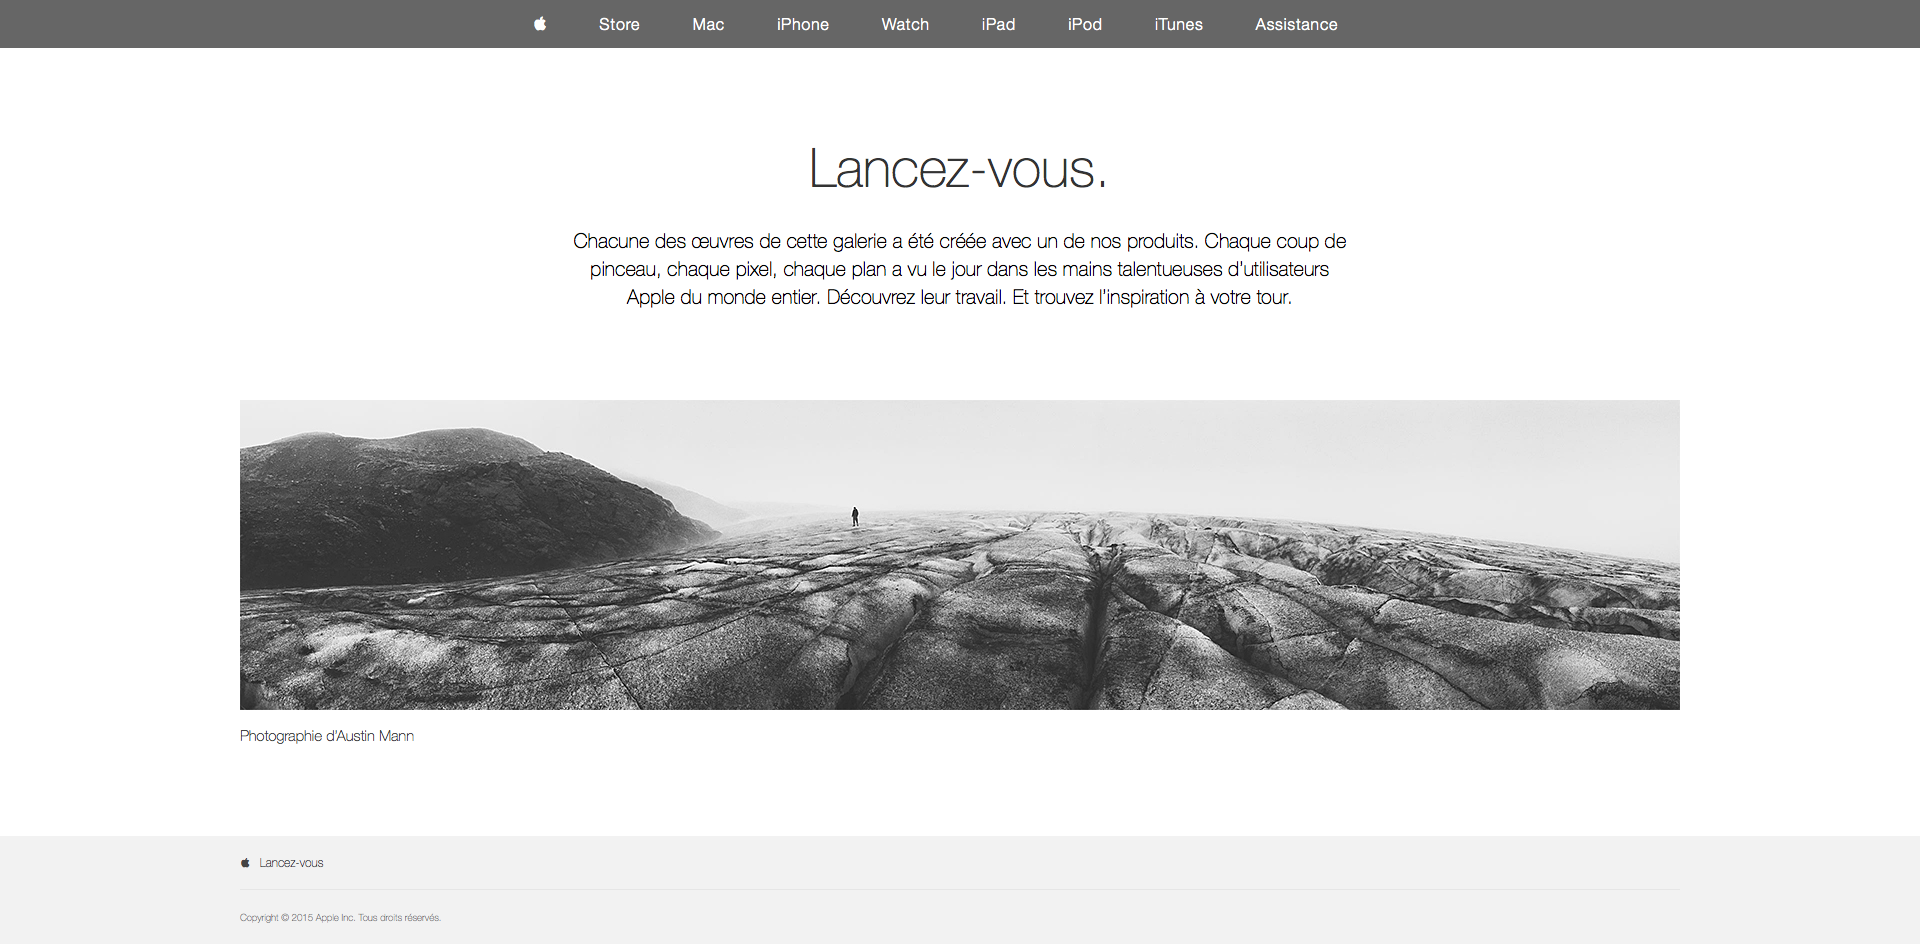 Store Mac iPhone Watch iPad iPod iTunes Assistance
Lancez-vous.
Chacune des œuvres de cette galerie a été créée avec un de nos produits. Chaque coup de
pinceau, chaque pixel, chaque plan a vu le jour dans les mains talentueuses d'utilisateurs
Apple du monde entier. Découvrez leur travail. Et trouvez l'inspiration à votre tour.
Photographie d'Austin Mann
Lancez-vous
Copyright © 2015 Apple Inc. Tous droits réservés.